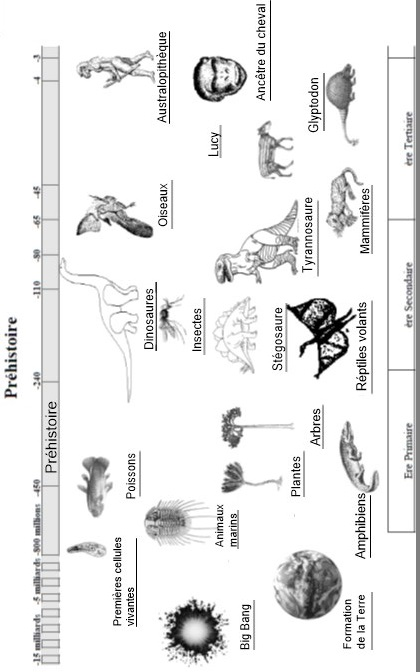 Préhistoire
-15 milliards -5 milliards -800 millions -450 -240 -110 -80 -65 -45 -4 -3
Préhistoire
Premières cellules
vivantes
Poissons
Dinosaures
Oiseaux
Australopithèque
Animaux
marins
Insectes
Lucy
Big Bang
Ancêtre du cheval
Stégosaure
Plantes
Arbres
Tyrannosaure
Glyptodon
Formation
de la Terre
Amphibiens
Réptiles volants
Mammifères
Ere Primaire ère Secondaire ère Tertiaire